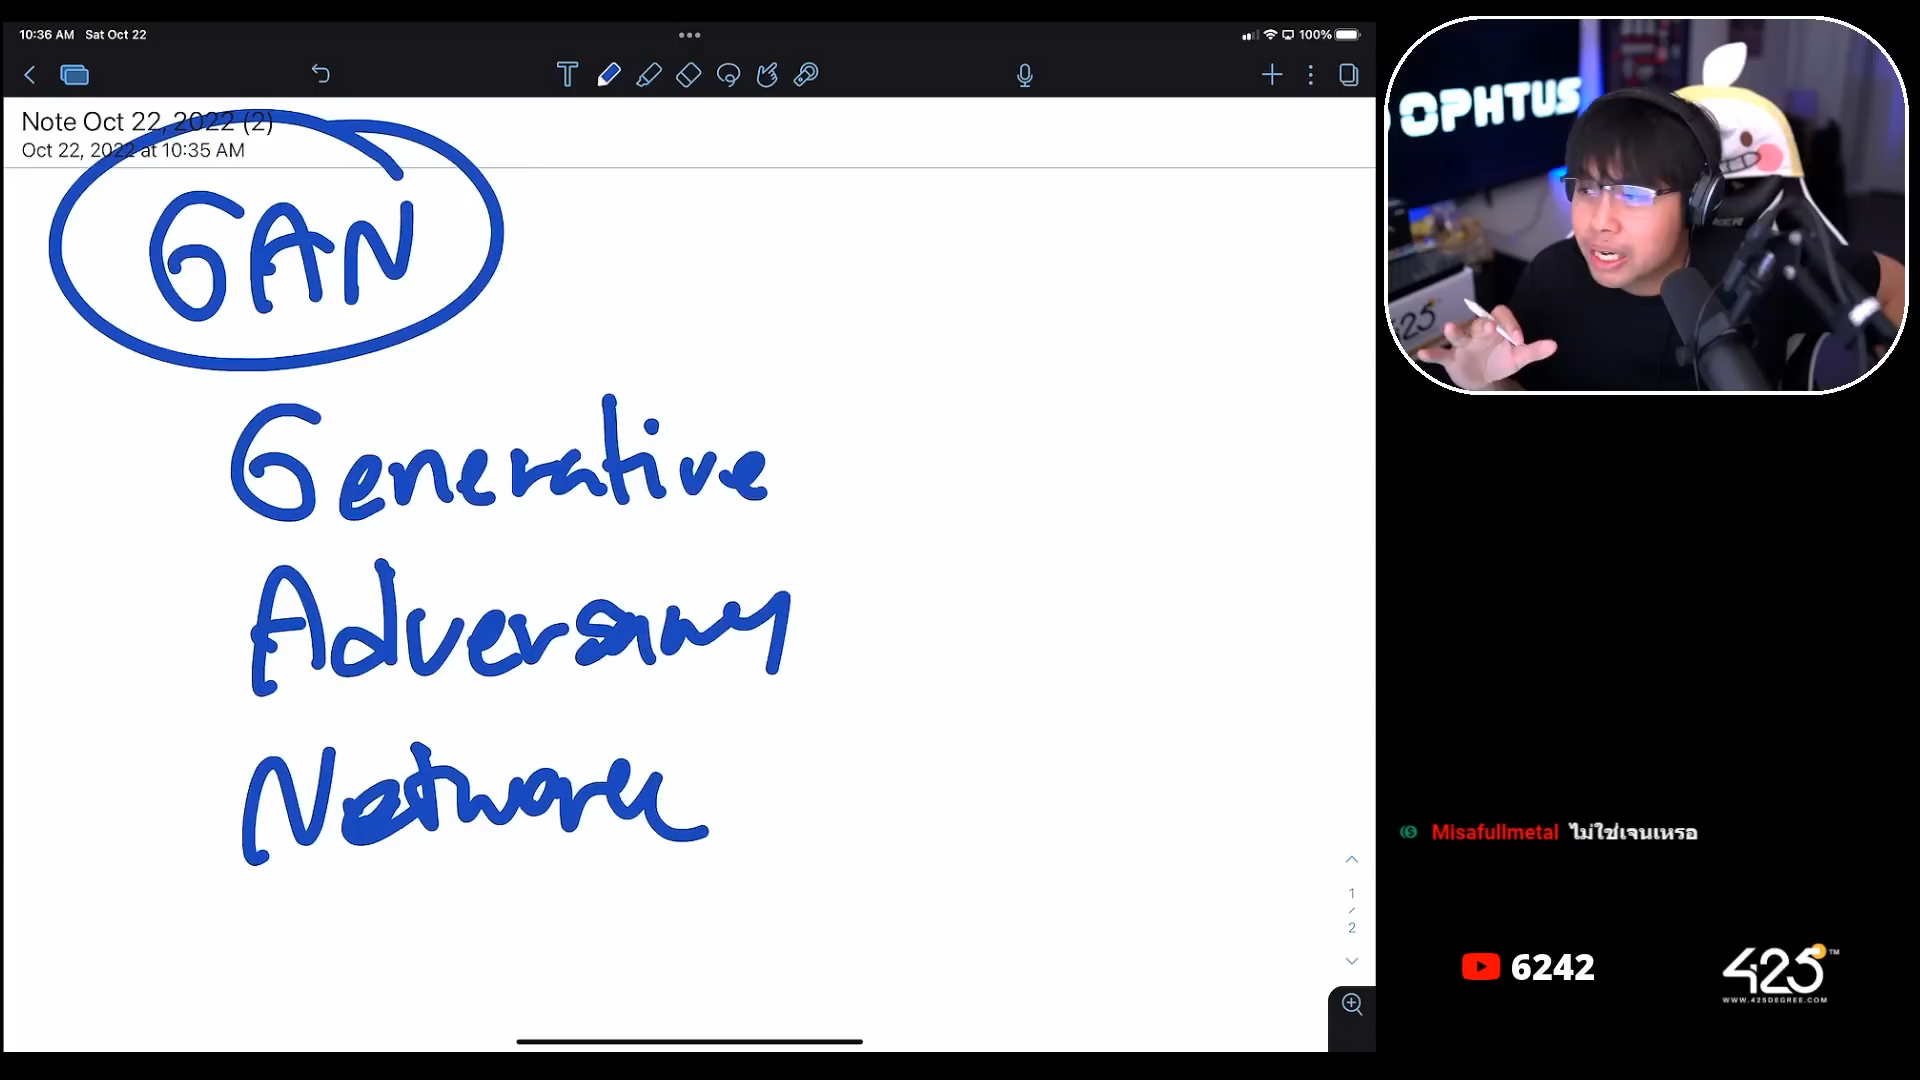 10:36 AM Sat Oct 22
100%
Note Oct 22, 2022 (2)
Oct 22, 2022 at 10:35 AM
GAN
Generative
Adversary
Network
1
2
OPHTUS
425
Misafullmetal ไม่ใช่เจนเหรอ
6242
425™
WWW.425DEGREE.COM